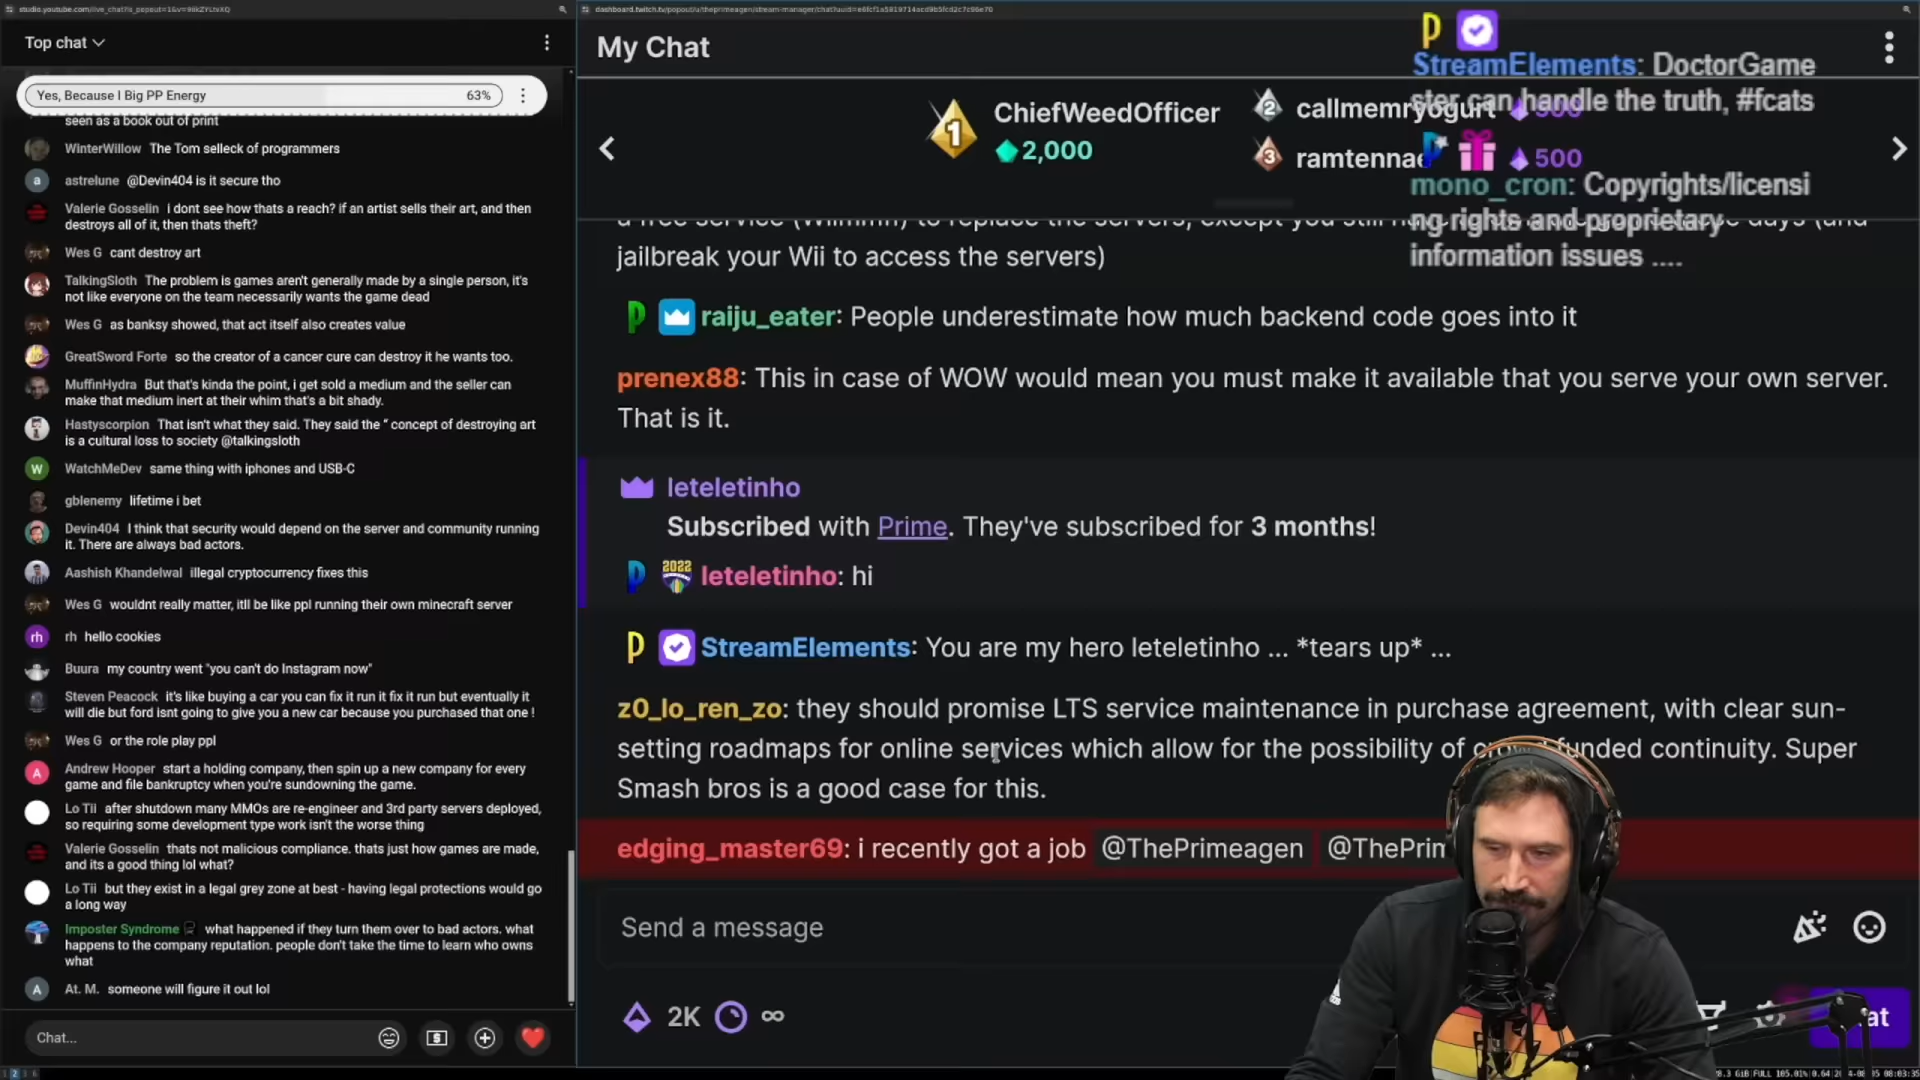 studio.youtube.com/live_chat?is_popout=1&v=
Top chat
Yes, Because I Big PP Energy 63%
seen as a book out of print
WinterWillow The Tom selleck of programmers
astrelune @Devin404 is it secure tho
Valerie Gosselin i dont see how thats a reach? if an artist sells their art, and then
destroys all of it, then thats theft?
Wes G cant destroy art
TalkingSloth The problem is games aren't generally made by a single person, it's
not like everyone on the team necessarily wants the game dead
Wes G as banksy showed, that act itself also creates value
GreatSword Forte so the creator of a cancer cure can destroy it he wants too.
MuffinHydra But that's kinda the point, i get sold a medium and the seller can
make that medium inert at their whim that's a bit shady.
Hastyscorpion That isn't what they said. They said the “ concept of destroying art
is a cultural loss to society @talkingsloth
W
WatchMeDev same thing with iphones and USB-C
gblenemy lifetime i bet
Devin404 I think that security would depend on the server and community running
it. There are always bad actors.
Aashish Khandelwal illegal cryptocurrency fixes this
Wes G wouldnt really matter, itll be like ppl running their own minecraft server
rh
rh hello cookies
Buura my country went "you can't do Instagram now"
Steven Peacock it's like buying a car you can fix it run it fix it run but eventually it
will die but ford isnt going to give you a new car because you purchased that one !
Wes G or the role play ppl
A
Andrew Hooper start a holding company, then spin up a new company for every
game and file bankruptcy when you're sundowning the game.
Lo Tii after shutdown many MMOs are re-engineer and 3rd party servers deployed,
so requiring some development type work isn't the worse thing
Valerie Gosselin thats not malicious compliance. thats just how games are made,
and its a good thing lol what?
Lo Tii but they exist in a legal grey zone at best - having legal protections would go
a long way
Imposter Syndrome what happened if they turn them over to bad actors. what
happens to the company reputation. people don't take the time to learn who owns
what
A
At. M. someone will figure it out lol
Chat...
My Chat
1 ChiefWeedOfficer
2,000
2 callmemryogurt 500
3 ramtennae 500
StreamElements: DoctorGame
ster can handle the truth, #fcats
mono_cron: Copyrights/licensi
ng rights and proprietary
information issues ....
a free service (Wiimmfi) to replace the servers, except you still
days (and
jailbreak your Wii to access the servers)
raiju_eater: People underestimate how much backend code goes into it
prenex88: This in case of WOW would mean you must make it available that you serve your own server.
That is it.
leteletinho
Subscribed with Prime. They've subscribed for 3 months!
2022 leteletinho: hi
StreamElements: You are my hero leteletinho ... *tears up* ...
z0_lo_ren_zo: they should promise LTS service maintenance in purchase agreement, with clear sun-
setting roadmaps for online services which allow for the possibility of crowd funded continuity. Super
Smash bros is a good case for this.
edging_master69: i recently got a job @ThePrimeagen @ThePrim
Send a message
2K ∞
at